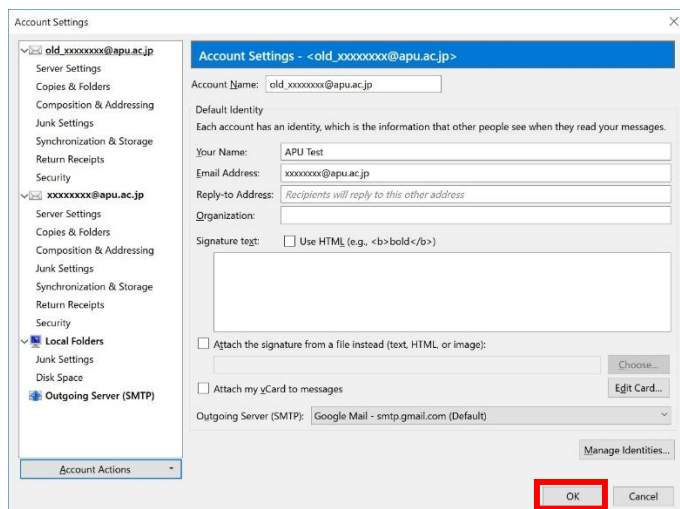 Account Settings
old_xxxxxxxx@apu.ac.jp
Server Settings
Copies & Folders
Composition & Addressing
Junk Settings
Synchronization & Storage
Return Receipts
Security
xxxxxxxx@apu.ac.jp
Server Settings
Copies & Folders
Composition & Addressing
Junk Settings
Synchronization & Storage
Return Receipts
Security
Local Folders
Junk Settings
Disk Space
Outgoing Server (SMTP)
Account Actions
Account Settings - <old_xxxxxxxx@apu.ac.jp>
Account Name: old_xxxxxxxx@apu.ac.jp
Default Identity
Each account has an identity, which is the information that other people see when they read your messages.
Your Name: APU Test
Email Address: xxxxxxxx@apu.ac.jp
Reply-to Address: Recipients will reply to this other address
Organization:
Signature text: Use HTML (e.g., <b>bold</b>)
Attach the signature from a file instead (text, HTML, or image):
Choose...
Attach my vCard to messages Edit Card...
Outgoing Server (SMTP): Google Mail - smtp.gmail.com (Default)
Manage Identities...
OK Cancel